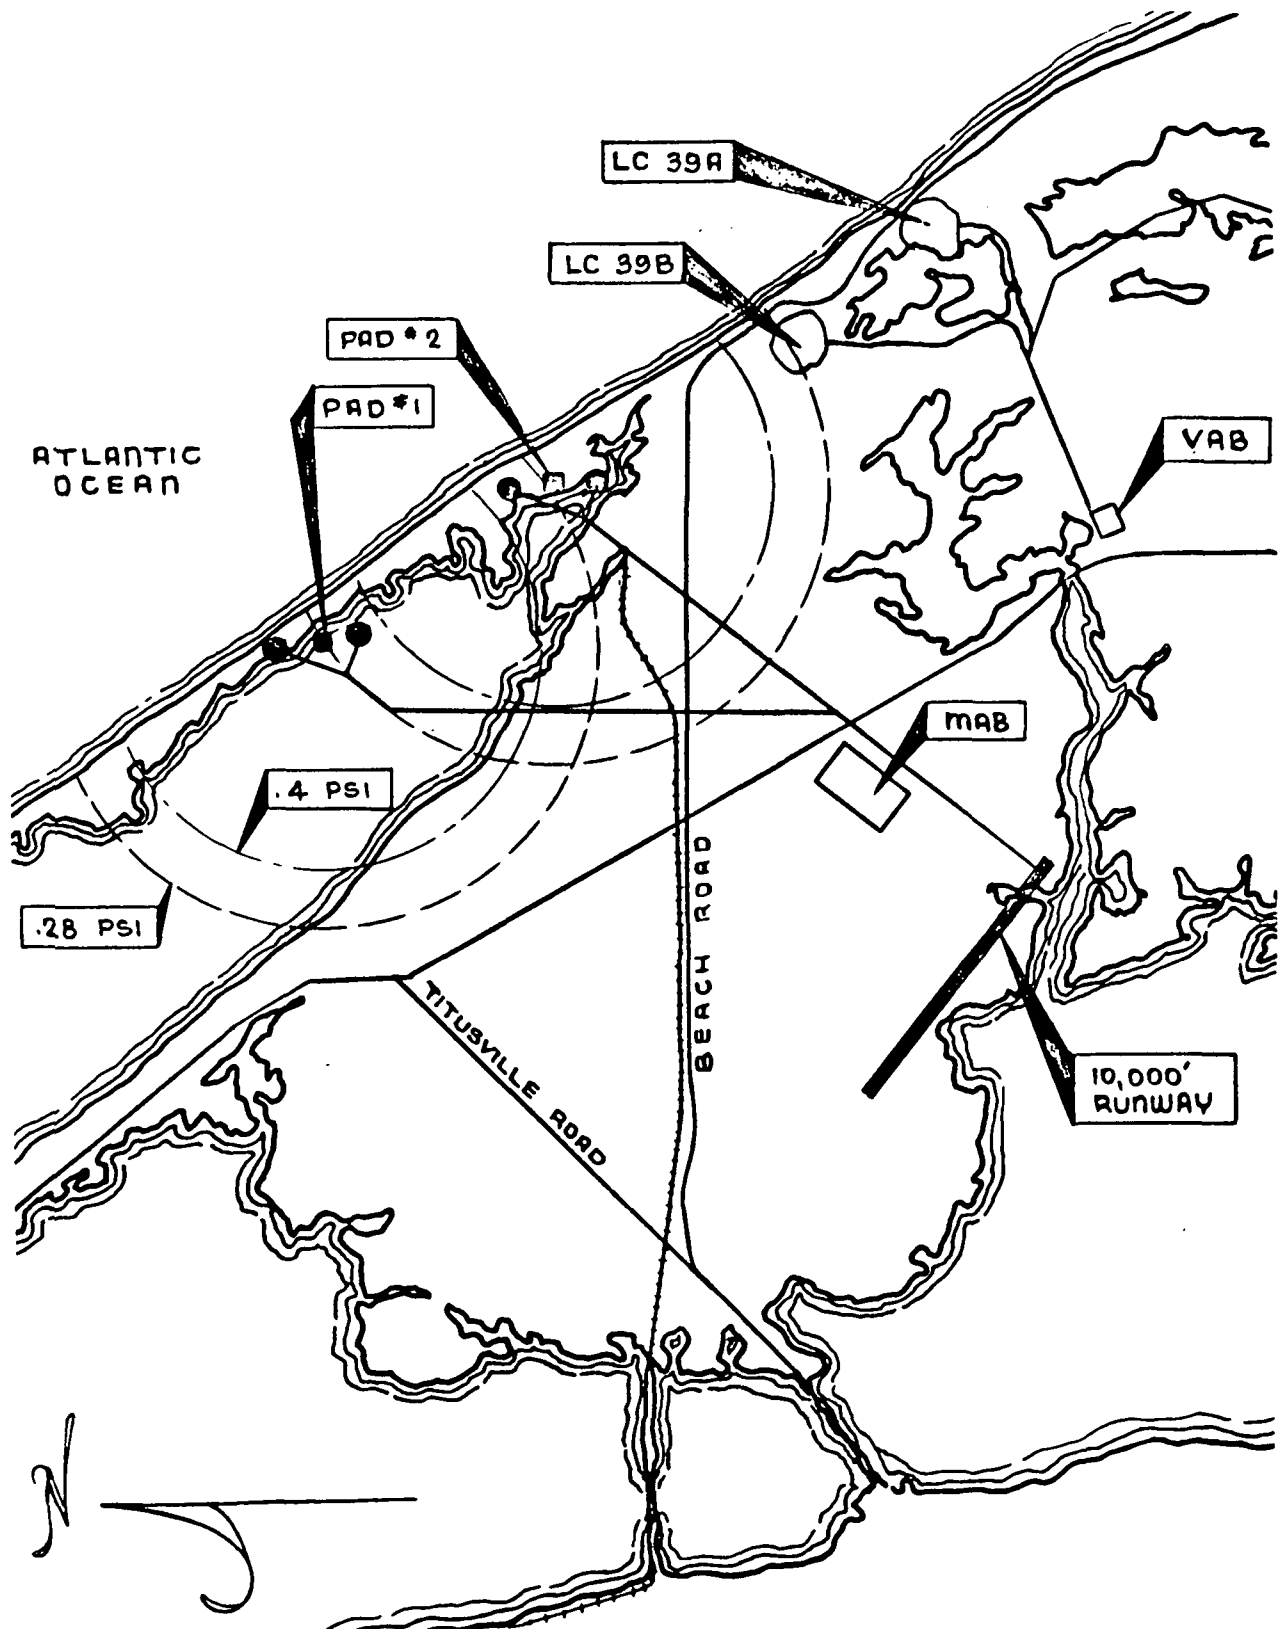 LC 39A
LC 39B
PAD #2
PAD #1
ATLANTIC
OCEAN
VAB
MAB
.4 PSI
.28 PSI
BEACH ROAD
TITUSVILLE ROAD
10,000'
RUNWAY
N